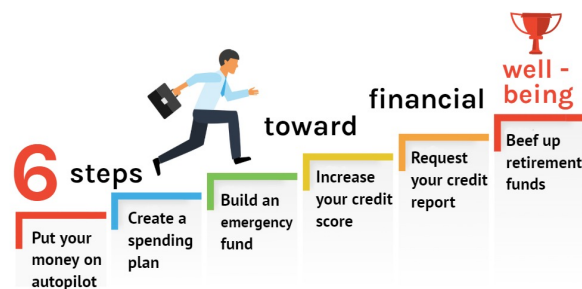 6 steps
toward
financial
well -
being
Put your
money on
autopilot
Create a
spending
plan
Build an
emergency
fund
Increase
your credit
score
Request
your credit
report
Beef up
retirement
funds